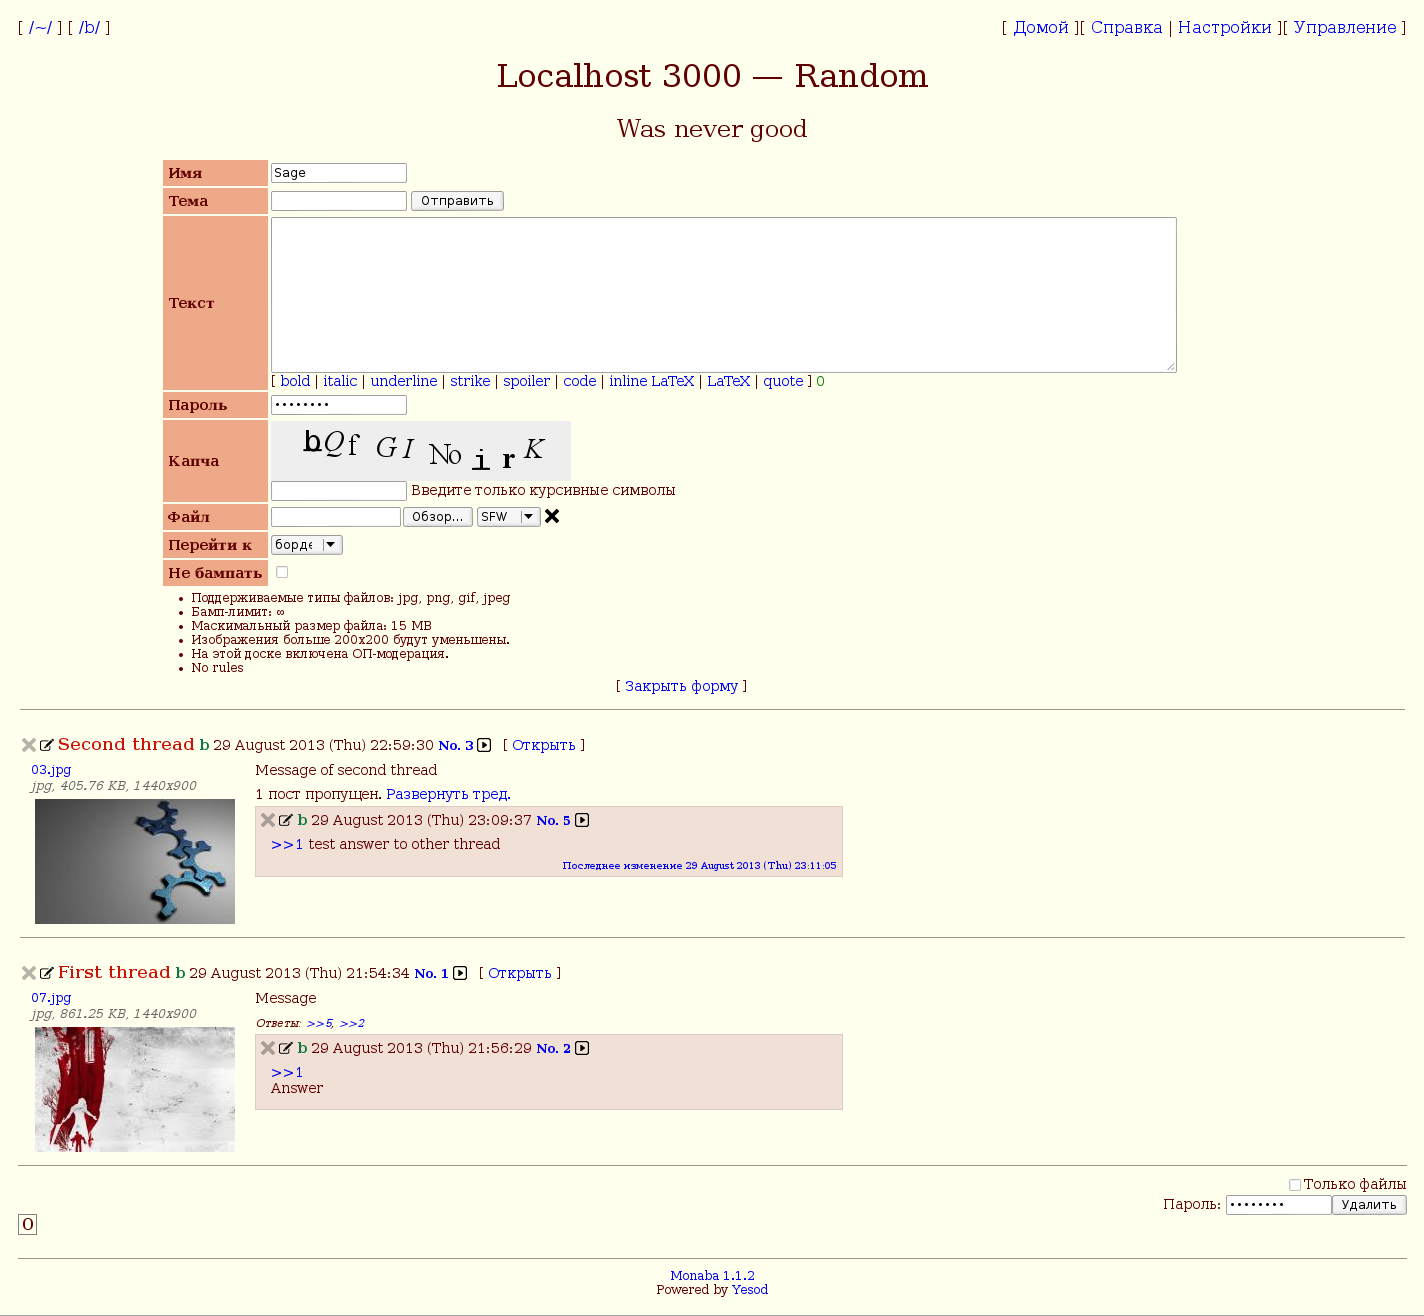 [ /~/ ] [ /b/ ]
[ Домой ][ Справка | Настройки ][ Управление ]
Localhost 3000 — Random
Was never good
Имя Sage
Тема Отправить
Текст
[ bold | italic | underline | strike | spoiler | code | inline LaTeX | LaTeX | quote ] 0
Пароль ••••••••
Капча
bQf GI No i r K
Введите только курсивные символы
Файл Обзор... SFW
Перейти к борде
Не бампать
• Поддерживаемые типы файлов: jpg, png, gif, jpeg
• Бамп-лимит: ∞
• Маскимальный размер файла: 15 MB
• Изображения больше 200x200 будут уменьшены.
• На этой доске включена ОП-модерация.
• No rules
[ Закрыть форму ]
Second thread b 29 August 2013 (Thu) 22:59:30 No. 3 [ Открыть ]
03.jpg
jpg, 405.76 KB, 1440x900
Message of second thread
1 пост пропущен. Развернуть тред.
b 29 August 2013 (Thu) 23:09:37 No. 5
>>1 test answer to other thread
Последнее изменение 29 August 2013 (Thu) 23:11:05
First thread b 29 August 2013 (Thu) 21:54:34 No. 1 [ Открыть ]
07.jpg
jpg, 861.25 KB, 1440x900
Message
Ответы: >>5, >>2
b 29 August 2013 (Thu) 21:56:29 No. 2
>>1
Answer
Только файлы
Пароль: •••••••• Удалить
0
Monaba 1.1.2
Powered by Yesod